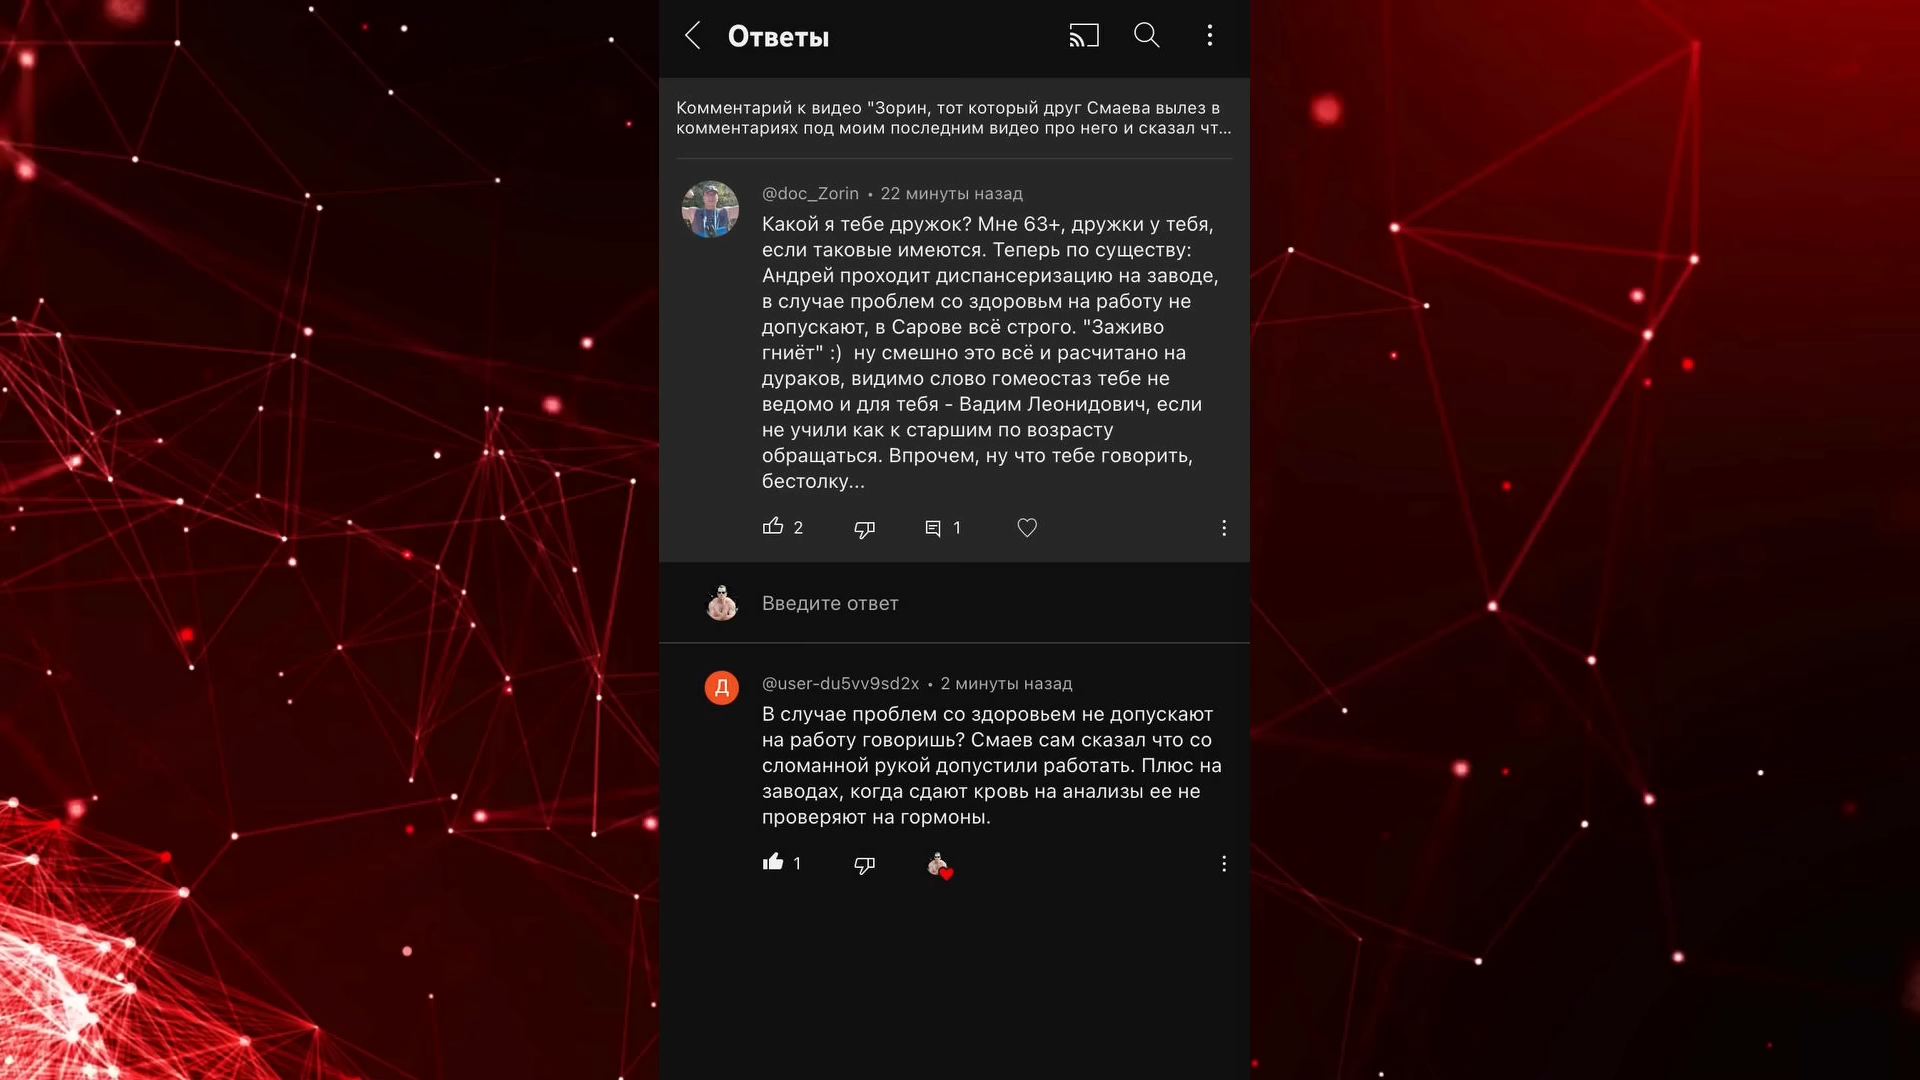 Ответы
Комментарий к видео "Зорин, тот который друг Смаева вылез в
комментариях под моим последним видео про него и сказал чт...
@doc_Zorin • 22 минуты назад
Какой я тебе дружок? Мне 63+, дружки у тебя,
если таковые имеются. Теперь по существу:
Андрей проходит диспансеризацию на заводе,
в случае проблем со здоровьм на работу не
допускают, в Сарове всё строго. "Заживо
гниёт" :)  ну смешно это всё и расчитано на
дураков, видимо слово гомеостаз тебе не
ведомо и для тебя - Вадим Леонидович, если
не учили как к старшим по возрасту
обращаться. Впрочем, ну что тебе говорить,
бестолку...
2 1
Введите ответ
Д
@user-du5vv9sd2x • 2 минуты назад
В случае проблем со здоровьем не допускают
на работу говоришь? Смаев сам сказал что со
сломанной рукой допустили работать. Плюс на
заводах, когда сдают кровь на анализы ее не
проверяют на гормоны.
1